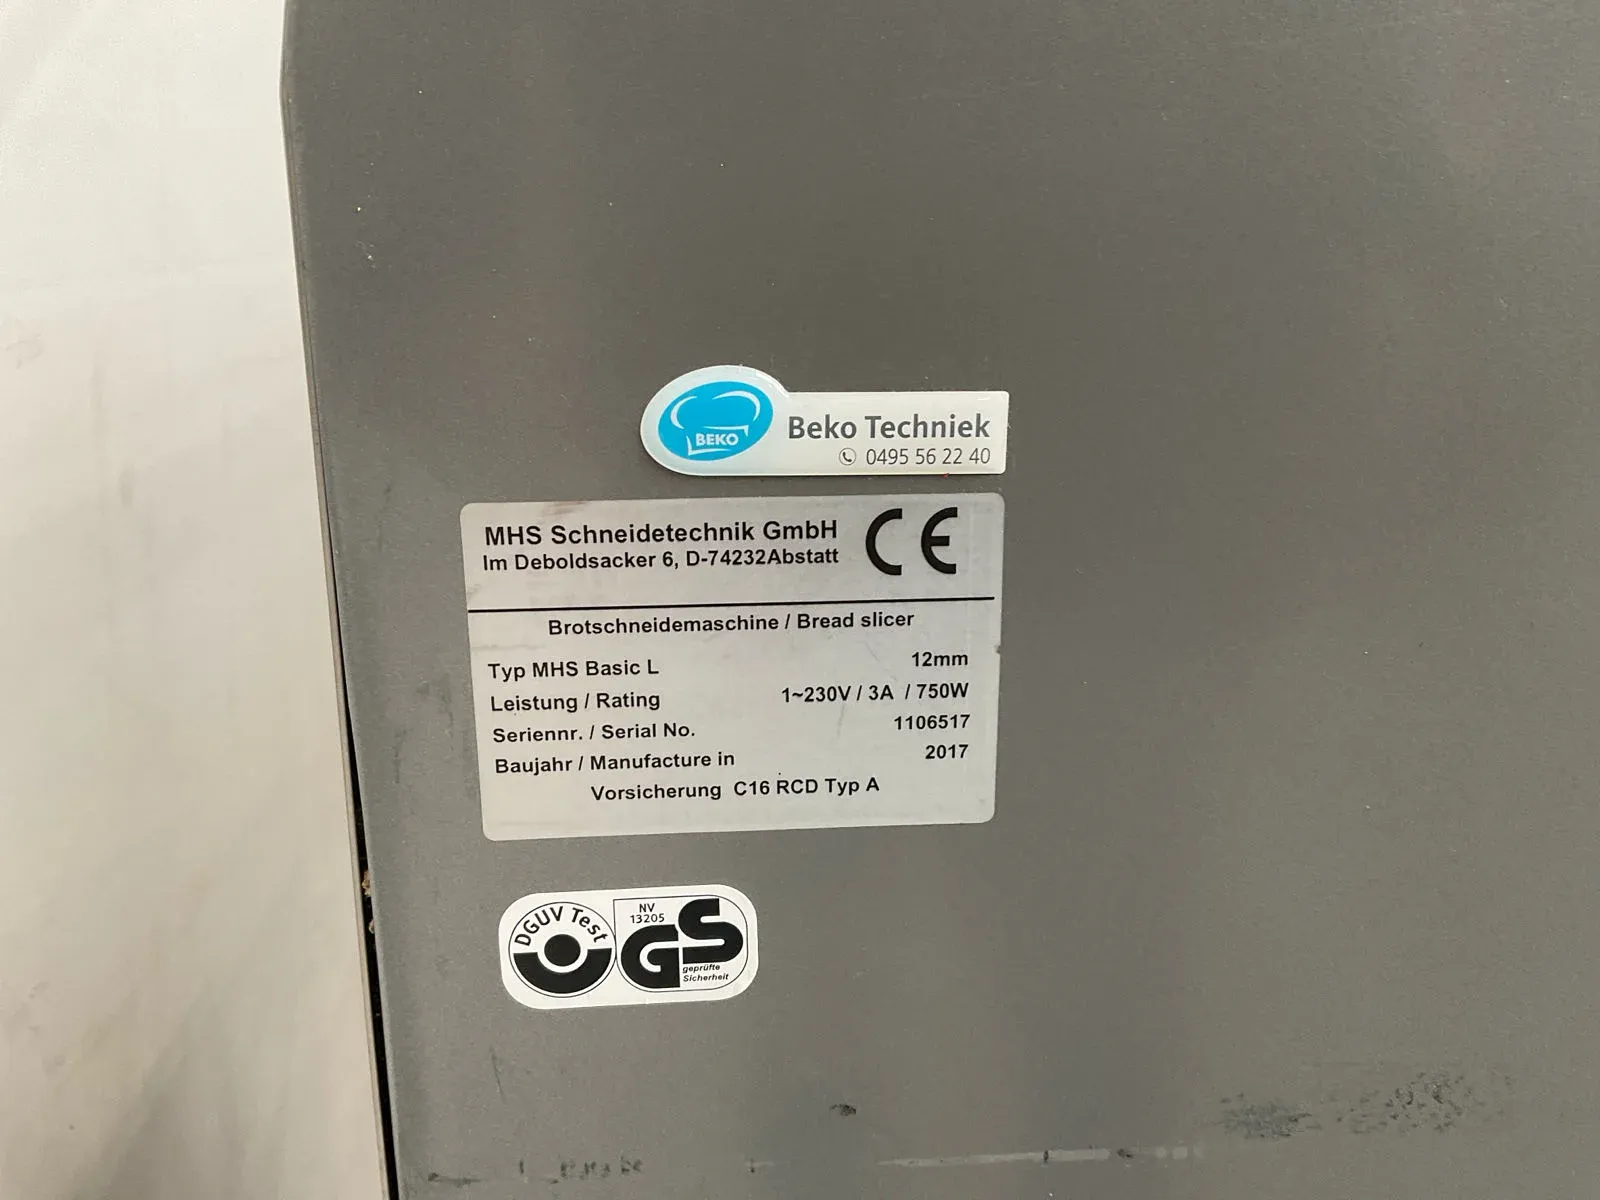 BEKO
Beko Techniek
0495 56 22 40
MHS Schneidetechnik GmbH
Im Deboldsacker 6, D-74232Abstatt
CE
Brotschneidemaschine / Bread slicer
Typ MHS Basic L 12mm
Leistung / Rating 1~230V / 3A / 750W
Seriennr. / Serial No. 1106517
Baujahr / Manufacture in 2017
Vorsicherung C16 RCD Typ A
DGUV Test
NV
13205
GS
geprüfte
Sicherheit